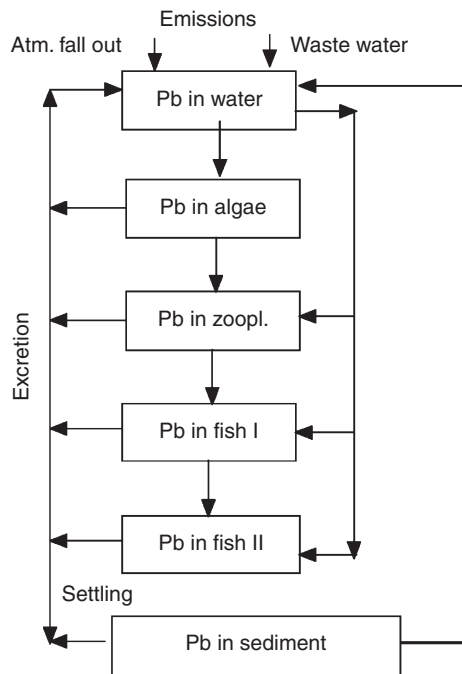 Emissions
Atm. fall out
Waste water
Pb in water
Pb in algae
Pb in zoopl.
Excretion
Pb in fish I
Pb in fish II
Settling
Pb in sediment